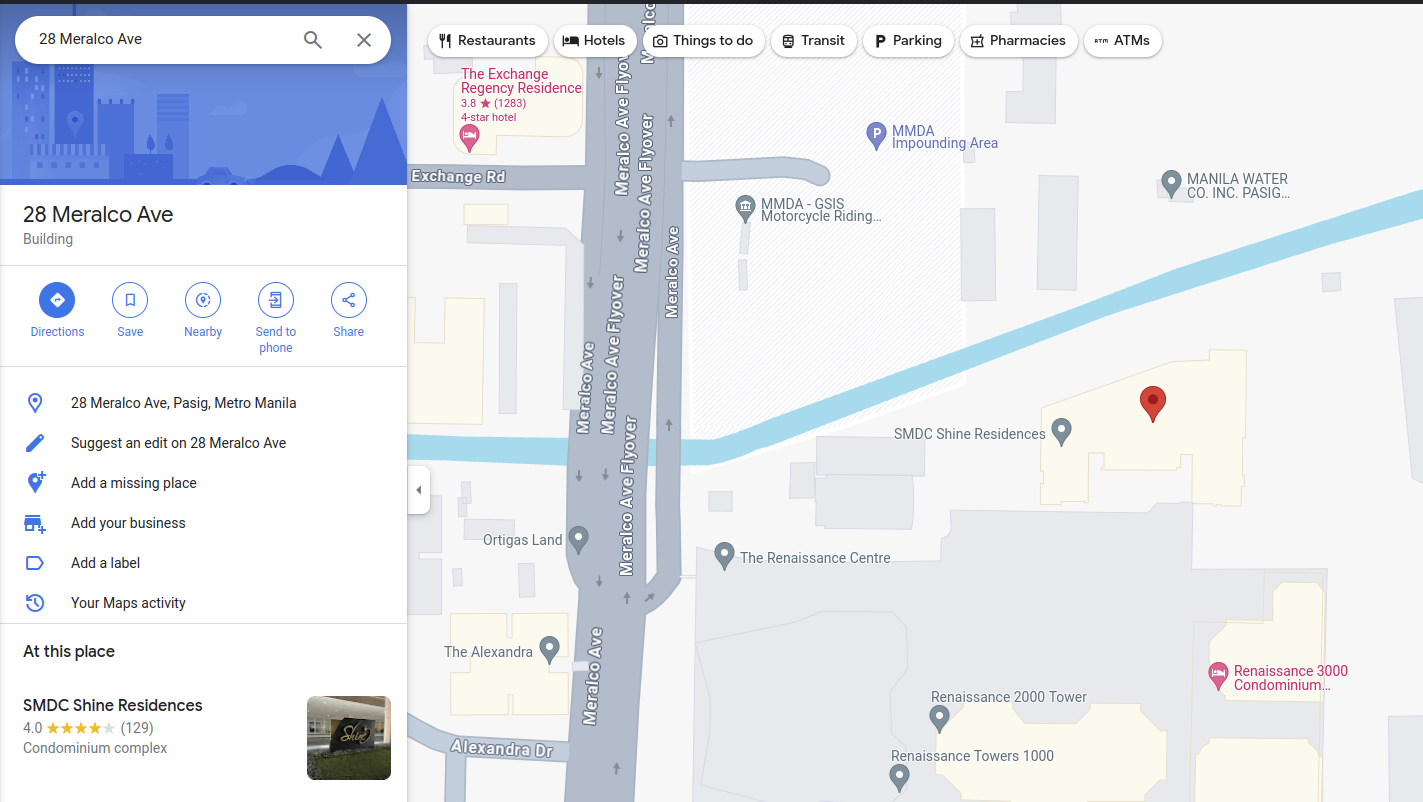 28 Meralco Ave
Restaurants
Hotels
Things to do
Transit
P Parking
Pharmacies
ATM ATMs
28 Meralco Ave
Building
Directions
Save
Nearby
Send to
phone
Share
28 Meralco Ave, Pasig, Metro Manila
Suggest an edit on 28 Meralco Ave
Add a missing place
Add your business
Add a label
Your Maps activity
At this place
SMDC Shine Residences
4.0 ★★★★★ (129)
Condominium complex
Shine
The Exchange
Regency Residence
3.8 ★ (1283)
4-star hotel
Exchange Rd
Meralco Ave Flyover
Meralco Ave Flyover
Meralco Ave
P
MMDA
Impounding Area
MANILA WATER
CO. INC. PASIG...
MMDA - GSIS
Motorcycle Riding...
Meralco Ave
Meralco Ave Flyover
Meralco Ave
Meralco Ave Flyover
SMDC Shine Residences
Ortigas Land
The Renaissance Centre
The Alexandra
Meralco Ave
Alexandra Dr
Renaissance 3000
Condominium...
Renaissance 2000 Tower
Renaissance Towers 1000